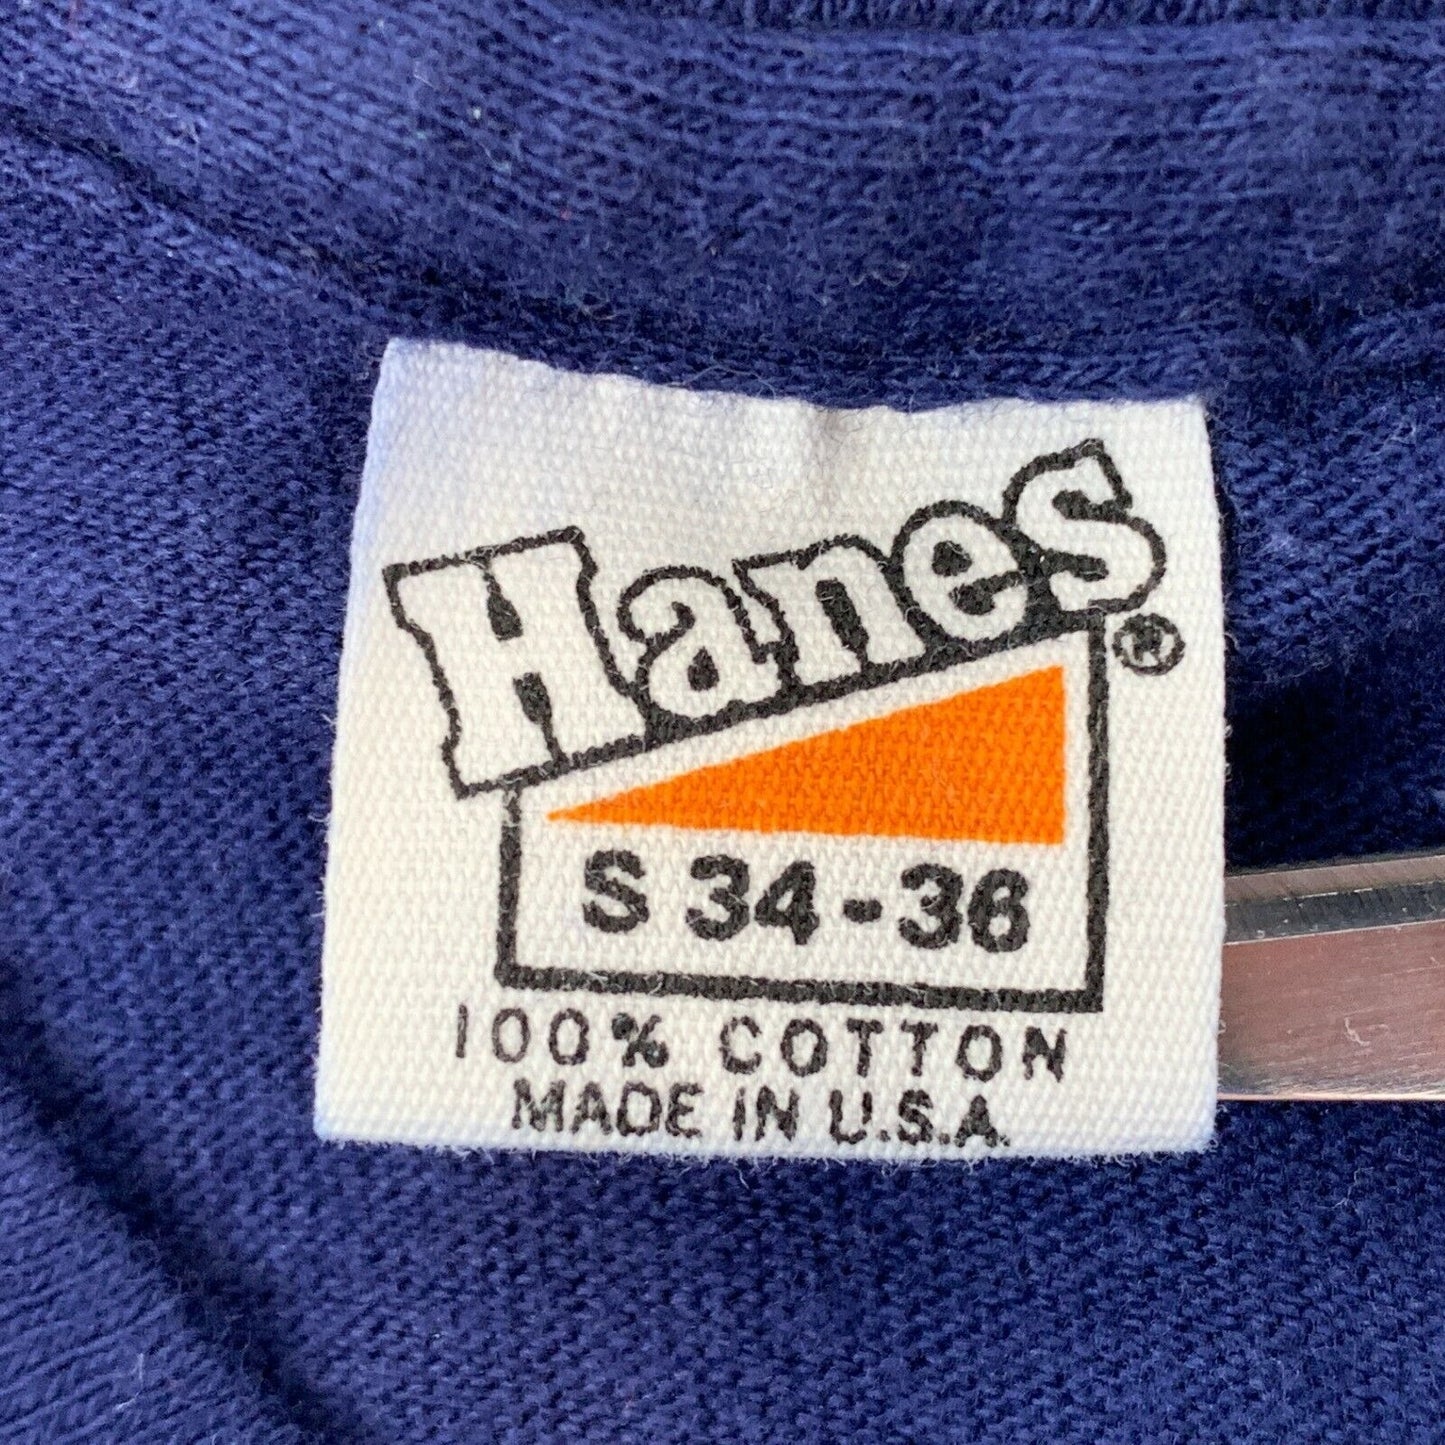 Hanes®
S 34-36
100% COTTON
MADE IN U.S.A.